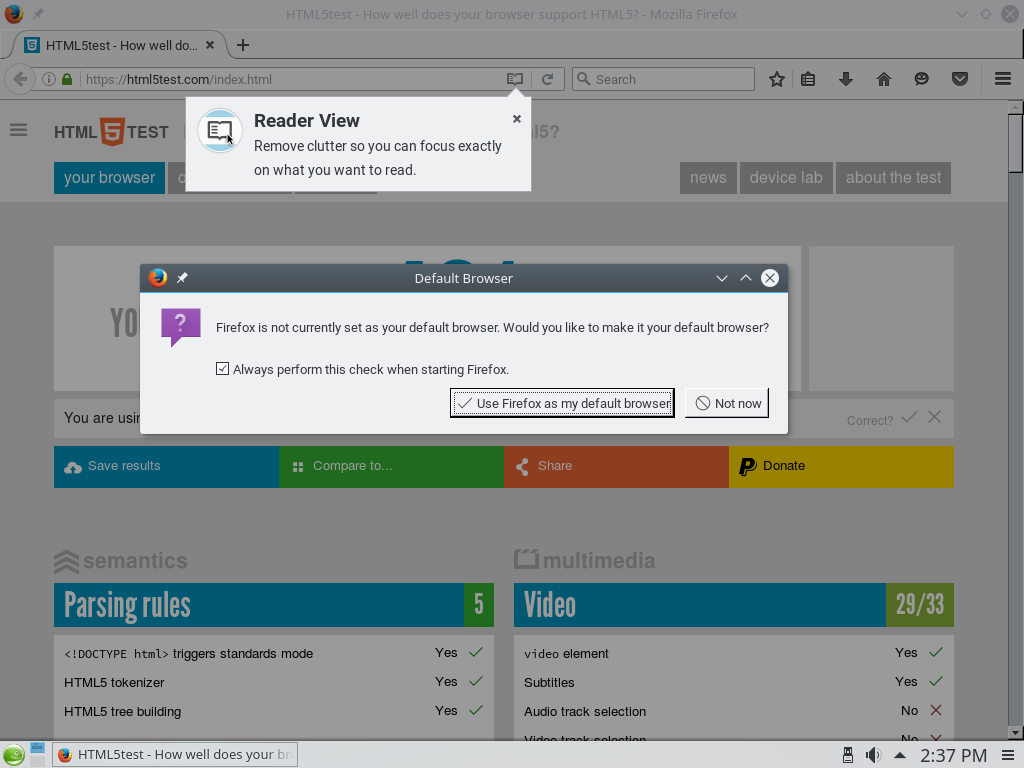 HTML5test - How well does your browser support HTML5? - Mozilla Firefox
HTML5test - How well do...
https://html5test.com/index.html
Search
Reader View
Remove clutter so you can focus exactly
on what you want to read.
HTML 5 TEST
your browser
news
device lab
about the test
Default Browser
Firefox is not currently set as your default browser. Would you like to make it your default browser?
Always perform this check when starting Firefox.
Use Firefox as my default browser
Not now
You are
Correct?
Save results
Compare to...
Share
Donate
semantics
multimedia
Parsing rules 5
Video 29/33
<!DOCTYPE html> triggers standards mode Yes
video element Yes
HTML5 tokenizer Yes
Subtitles Yes
HTML5 tree building Yes
Audio track selection No
Video track selection No
HTML5test - How well does your br
2:37 PM